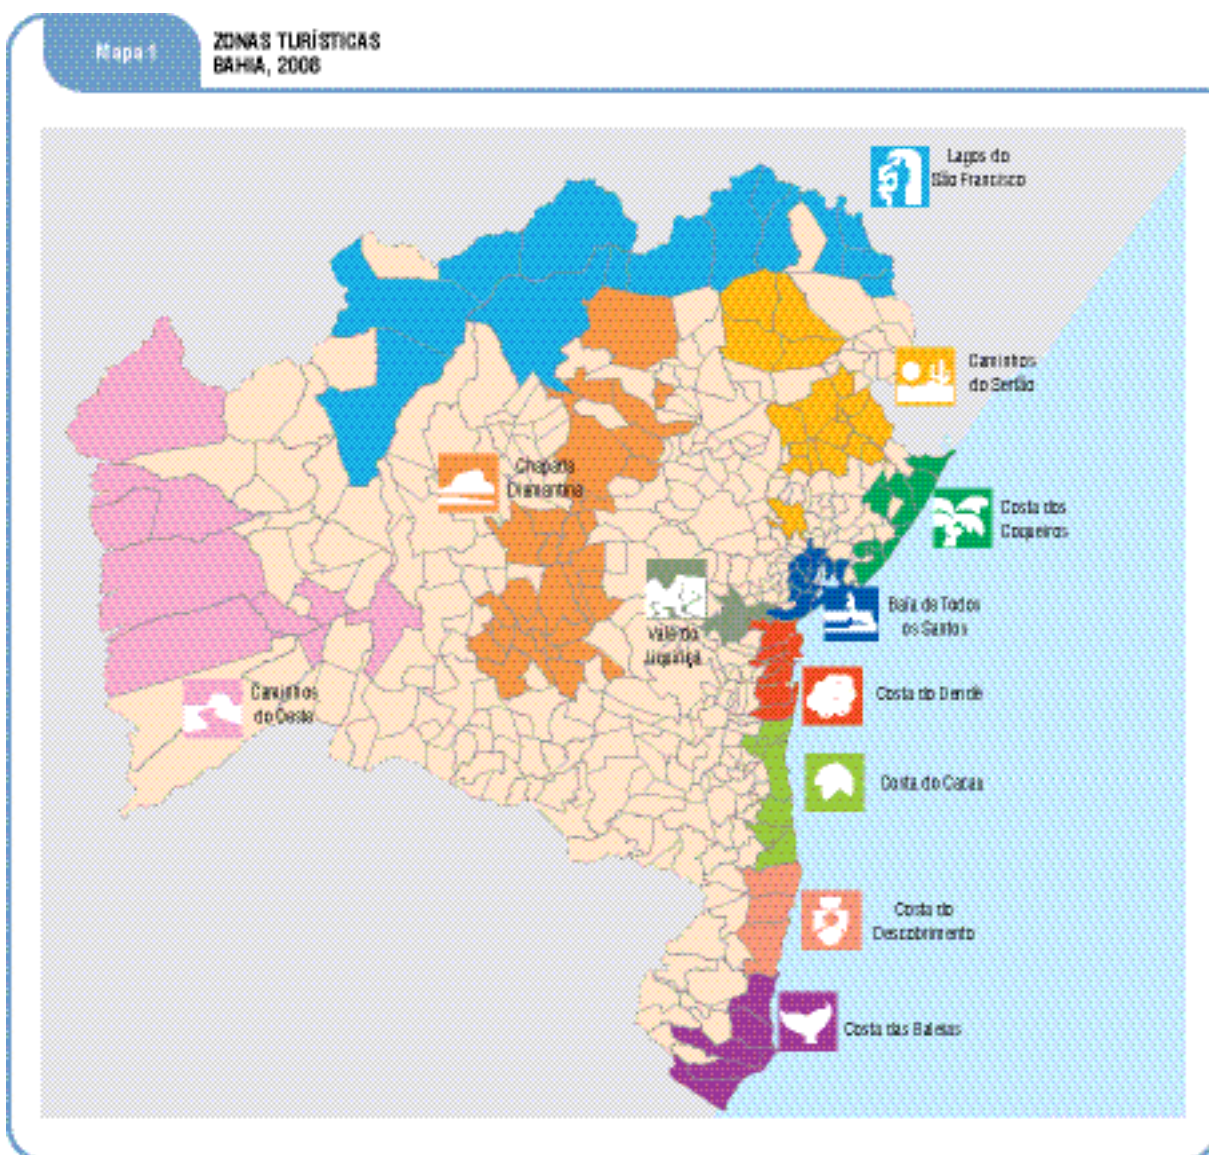 Mapa 1
ZONAS TURÍSTICAS
BAHIA, 2008
Lagos do
São Francisco
Caminhos
do Sertão
Chapada
Diamantina
Costa dos
Coqueiros
Baía de Todos
os Santos
Vale do
Jiquiriçá
Costa do Dendê
Caminhos
do Oeste
Costa do Cacau
Costa do
Descobrimento
Costa das Baleias